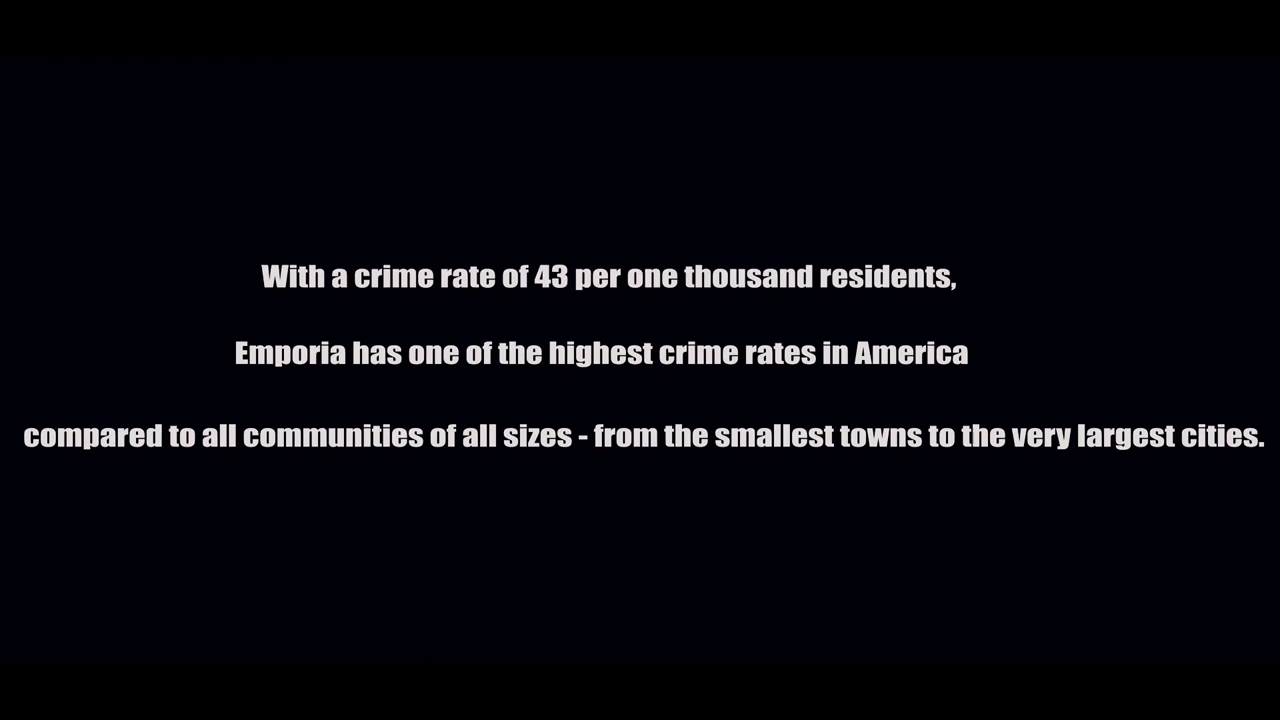 With a crime rate of 43 per one thousand residents,
Emporia has one of the highest crime rates in America
compared to all communities of all sizes - from the smallest towns to the very largest cities.